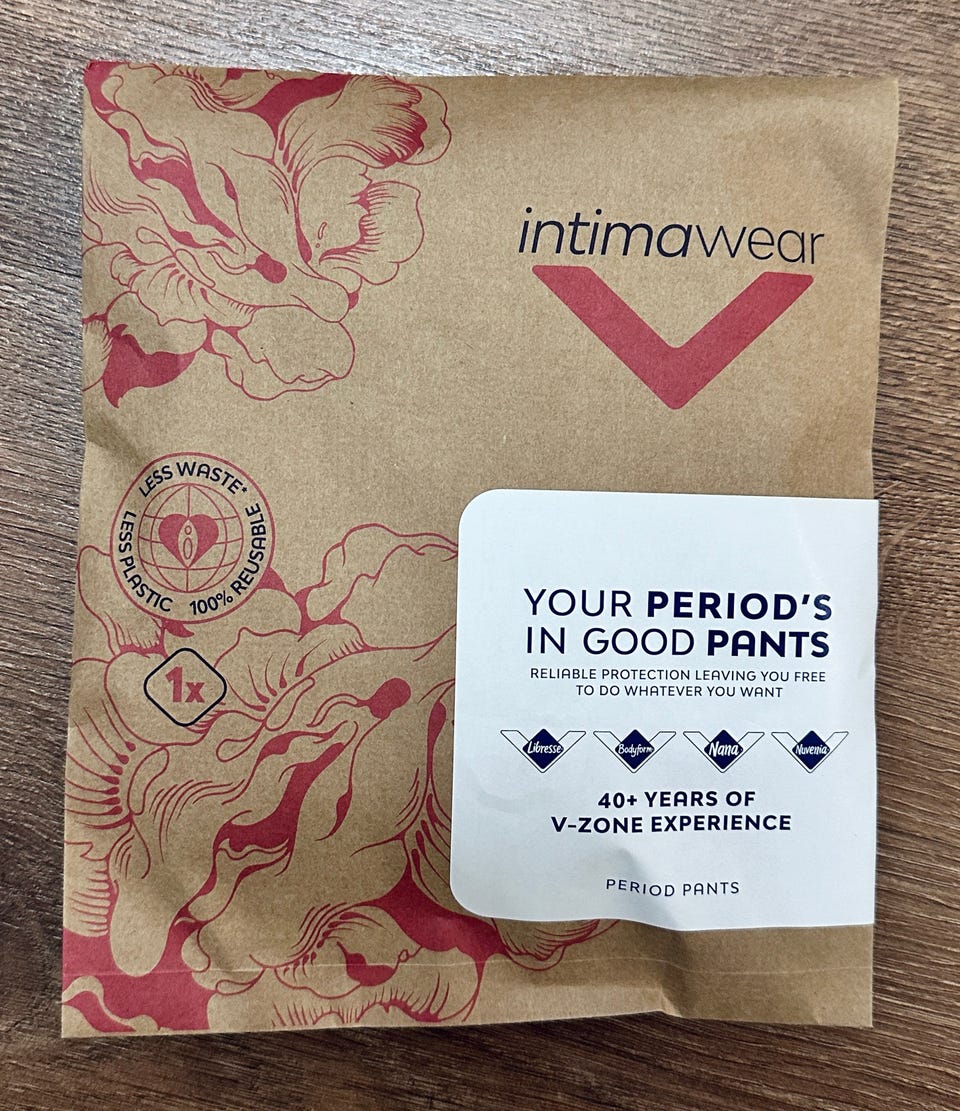 intimawear
LESS WASTE*
LESS PLASTIC
100% REUSABLE
1x
YOUR PERIOD'S
IN GOOD PANTS
RELIABLE PROTECTION LEAVING YOU FREE
TO DO WHATEVER YOU WANT
Libresse Bodyform Nana Nuvenia
40+ YEARS OF
V-ZONE EXPERIENCE
PERIOD PANTS